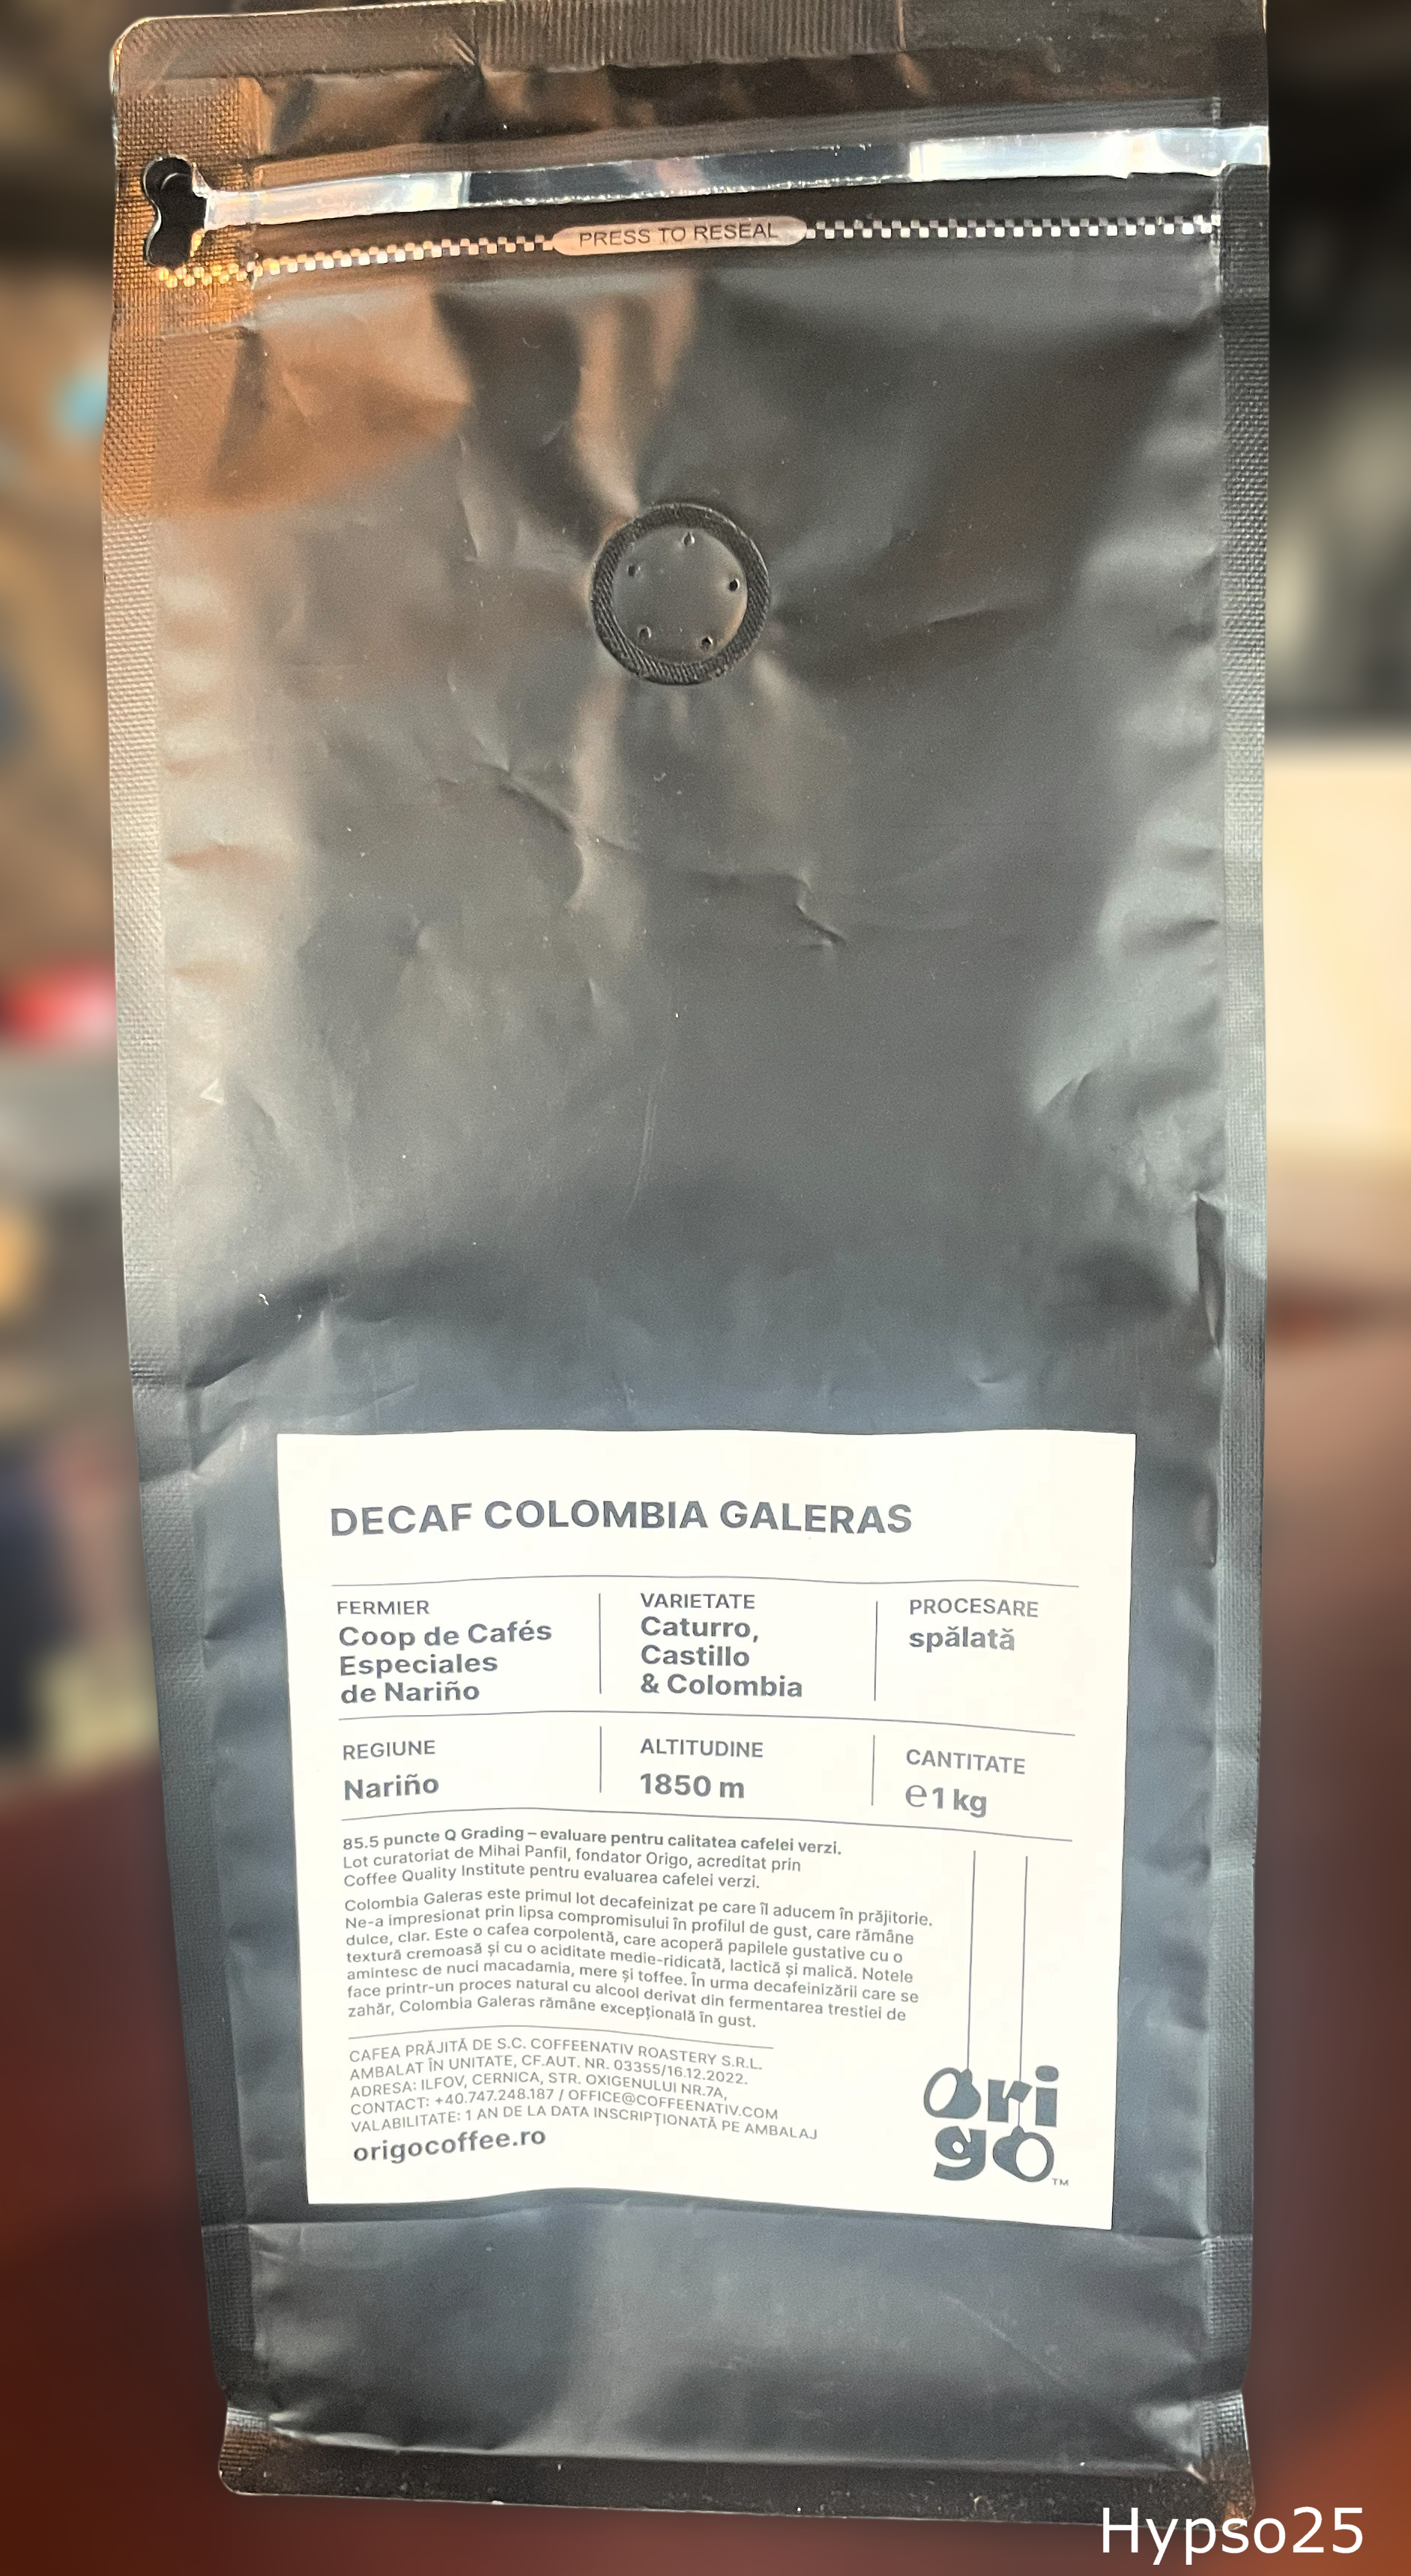 PRESS TO RESEAL
DECAF COLOMBIA GALERAS
FERMIER
Coop de Cafés
Especiales
de Nariño
VARIETATE
Caturro,
Castillo
& Colombia
PROCESARE
spălată
REGIUNE
Nariño
ALTITUDINE
1850 m
CANTITATE
℮1 kg
85.5 puncte Q Grading – evaluare pentru calitatea cafelei verzi.
Lot curatoriat de Mihai Panfil, fondator Origo, acreditat prin
Coffee Quality Institute pentru evaluarea cafelei verzi.
Colombia Galeras este primul lot decafeinizat pe care îl aducem în prăjitorie.
Ne-a impresionat prin lipsa compromisului în profilul de gust, care rămâne
dulce, clar. Este o cafea corpolentă, care acoperă papilele gustative cu o
textură cremoasă și cu o aciditate medie-ridicată, lactică și malică. Notele
amintesc de nuci macadamia, mere și toffee. În urma decafeinizării care se
face printr-un proces natural cu alcool derivat din fermentarea trestiei de
zahăr, Colombia Galeras rămâne excepțională în gust.
CAFEA PRĂJITĂ DE S.C. COFFEENATIV ROASTERY S.R.L.
AMBALAT ÎN UNITATE, CF.AUT. NR. 03355/16.12.2022.
ADRESA: ILFOV, CERNICA, STR. OXIGENULUI NR.7A,
CONTACT: +40.747.248.187 / OFFICE@COFFEENATIV.COM
VALABILITATE: 1 AN DE LA DATA INSCRIPȚIONATĂ PE AMBALAJ
origocoffee.ro
ori
go™
Hypso25